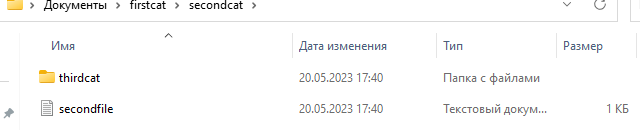 Документы > firstcat > secondcat >
Имя Дата изменения Тип Размер
thirdcat 20.05.2023 17:40 Папка с файлами
secondfile 20.05.2023 17:40 Текстовый докум... 1 КБ